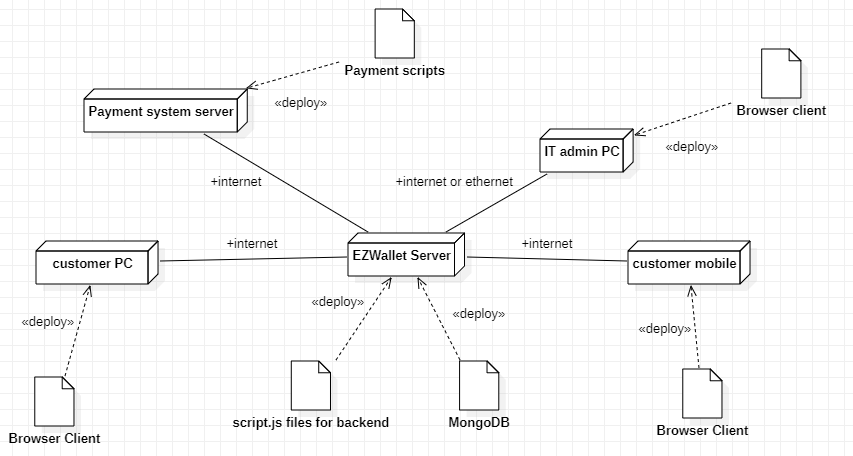 Payment scripts
«deploy»
Payment system server
Browser client
«deploy»
IT admin PC
+internet
+internet or ethernet
+internet
+internet
EZWallet Server
customer PC
customer mobile
«deploy»
«deploy»
«deploy»
«deploy»
script.js files for backend
MongoDB
Browser Client
Browser Client